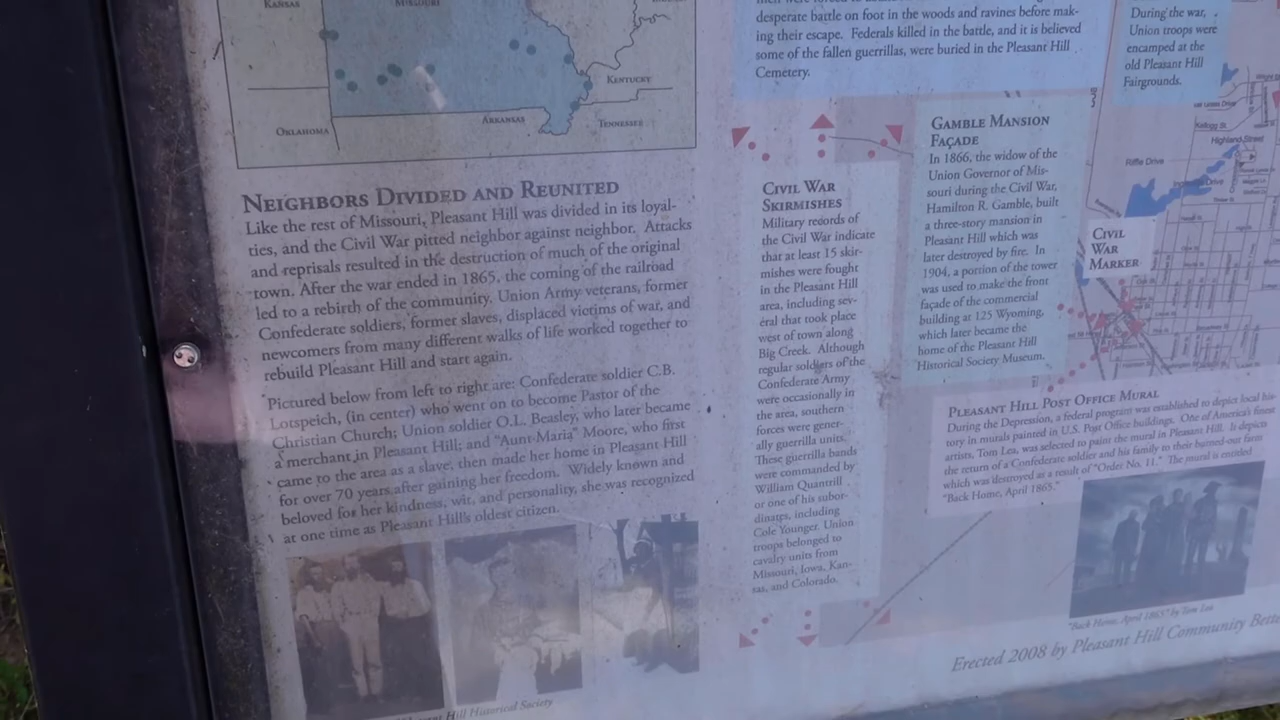 KANSAS
MISSOURI
KENTUCKY
ARKANSAS
TENNESSEE
OKLAHOMA
NEIGHBORS DIVIDED AND REUNITED
Like the rest of Missouri, Pleasant Hill was divided in its loyal-
ties, and the Civil War pitted neighbor against neighbor. Attacks
and reprisals resulted in the destruction of much of the original
town. After the war ended in 1865, the coming of the railroad
led to a rebirth of the community. Union Army veterans, former
Confederate soldiers, former slaves, displaced victims of war, and
newcomers from many different walks of life worked together to
rebuild Pleasant Hill and start again.
Pictured below from left to right are: Confederate soldier C.B.
Lotspeich, (in center) who went on to become Pastor of the
Christian Church; Union soldier O.L. Beasley, who later became
a merchant in Pleasant Hill; and "Aunt Maria" Moore, who first
came to the area as a slave, then made her home in Pleasant Hill
for over 70 years after gaining her freedom. Widely known and
beloved for her kindness, wit, and personality, she was recognized
at one time as Pleasant Hill's oldest citizen.
Hill Historical Society
desperate battle on foot in the woods and ravines before mak-
ing their escape. Federals killed in the battle, and it is believed
some of the fallen guerrillas, were buried in the Pleasant Hill
Cemetery.
CIVIL WAR
SKIRMISHES
Military records of
the Civil War indicate
that at least 15 skir-
mishes were fought
in the Pleasant Hill
area, including sev-
eral that took place
west of town along
Big Creek. Although
regular soldiers of the
Confederate Army
were occasionally in
the area, southern
forces were gener-
ally guerrilla units.
These guerrilla bands
were commanded by
William Quantrill
or one of his subor-
dinates, including
Cole Younger. Union
troops belonged to
cavalry units from
Missouri, Iowa, Kan-
sas, and Colorado.
GAMBLE MANSION
FAÇADE
In 1866, the widow of the
Union Governor of Mis-
souri during the Civil War,
Hamilton R. Gamble, built
a three-story mansion in
Pleasant Hill which was
later destroyed by fire. In
1904, a portion of the tower
was used to make the front
façade of the commercial
building at 125 Wyoming,
which later became the
home of the Pleasant Hill
Historical Society Museum.
During the war,
Union troops were
encamped at the
old Pleasant Hill
Fairgrounds.
Kellogg St
Highland Street
Riffle Drive
CIVIL
WAR
MARKER
PLEASANT HILL POST OFFICE MURAL
During the Depression, a federal program was established to depict local his-
tory in murals painted in U.S. Post Office buildings. One of America's finest
artists, Tom Lea, was selected to paint the mural in Pleasant Hill. It depicts
the return of a Confederate soldier and his family to their burned-out farm
which was destroyed as a result of "Order No. 11." The mural is entitled
"Back Home, April 1865."
"Back Home, April 1865" by Tom Lea
Erected 2008 by Pleasant Hill Community Bette